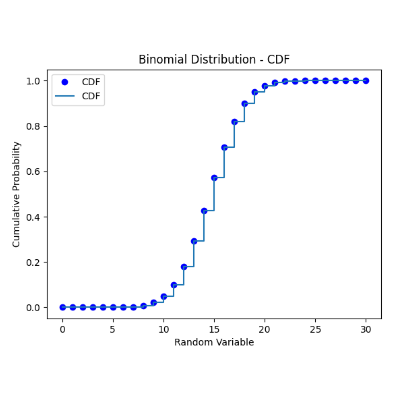 Binomial Distribution - CDF
CDF
CDF
1.0
0.8
0.6
0.4
0.2
0.0
Cumulative Probability
0 5 10 15 20 25 30
Random Variable